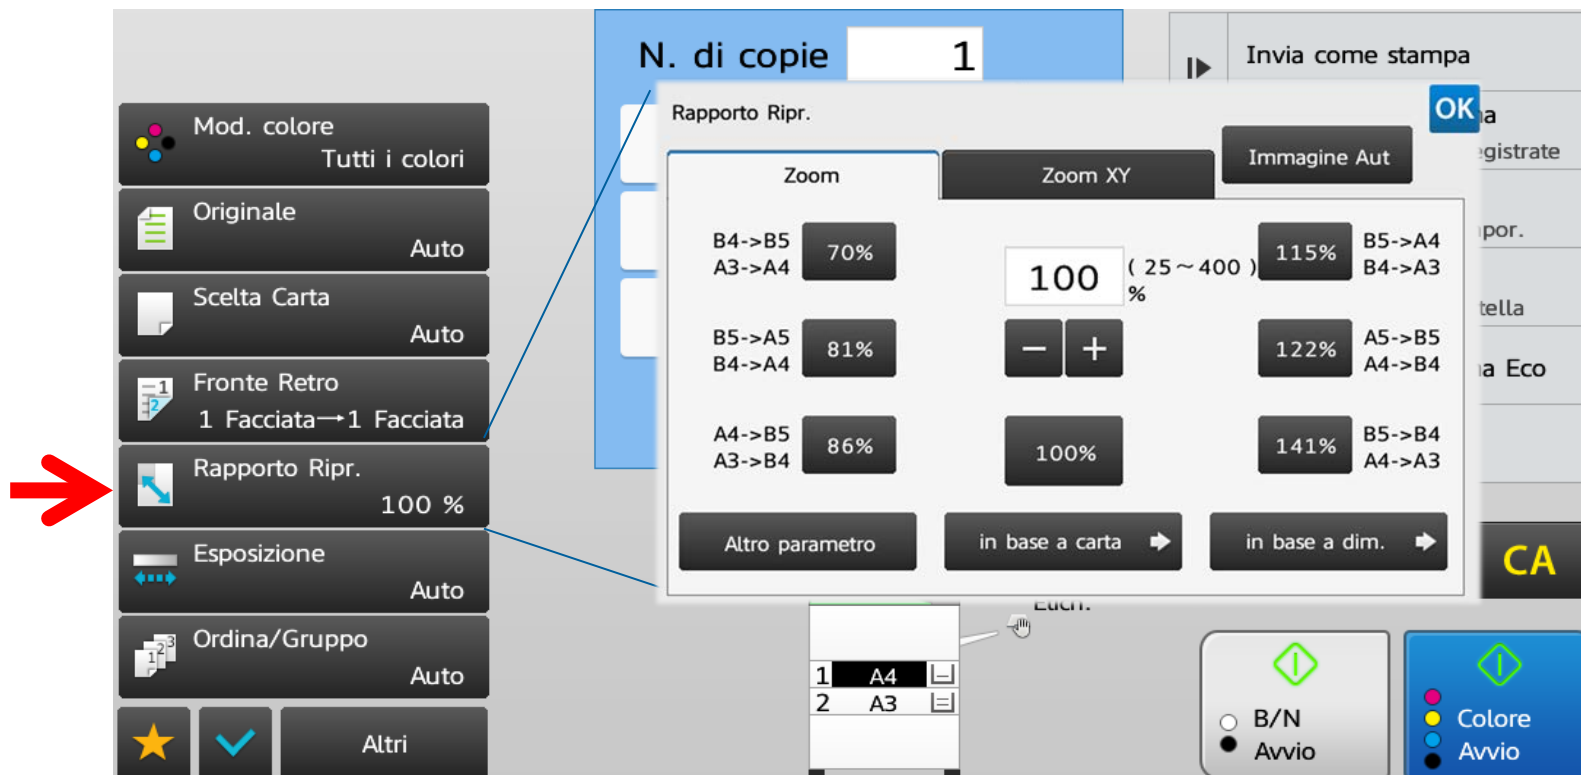 N. di copie 1
Invia come stampa
Mod. colore
Tutti i colori
Originale
Auto
Scelta Carta
Auto
Fronte Retro
1 Facciata→1 Facciata
Rapporto Ripr.
100 %
Esposizione
Auto
Ordina/Gruppo
Auto
Altri
Rapporto Ripr.
OK
Immagine Aut
Zoom
Zoom XY
B4->B5
A3->A4
70%
B5->A5
B4->A4
81%
A4->B5
A3->B4
86%
100
( 25～400 )
%
− +
100%
115%
B5->A4
B4->A3
122%
A5->B5
A4->B4
141%
B5->B4
A4->A3
Altro parametro
in base a carta
in base a dim.
Eco
CA
1 A4
2 A3
B/N
Avvio
Colore
Avvio